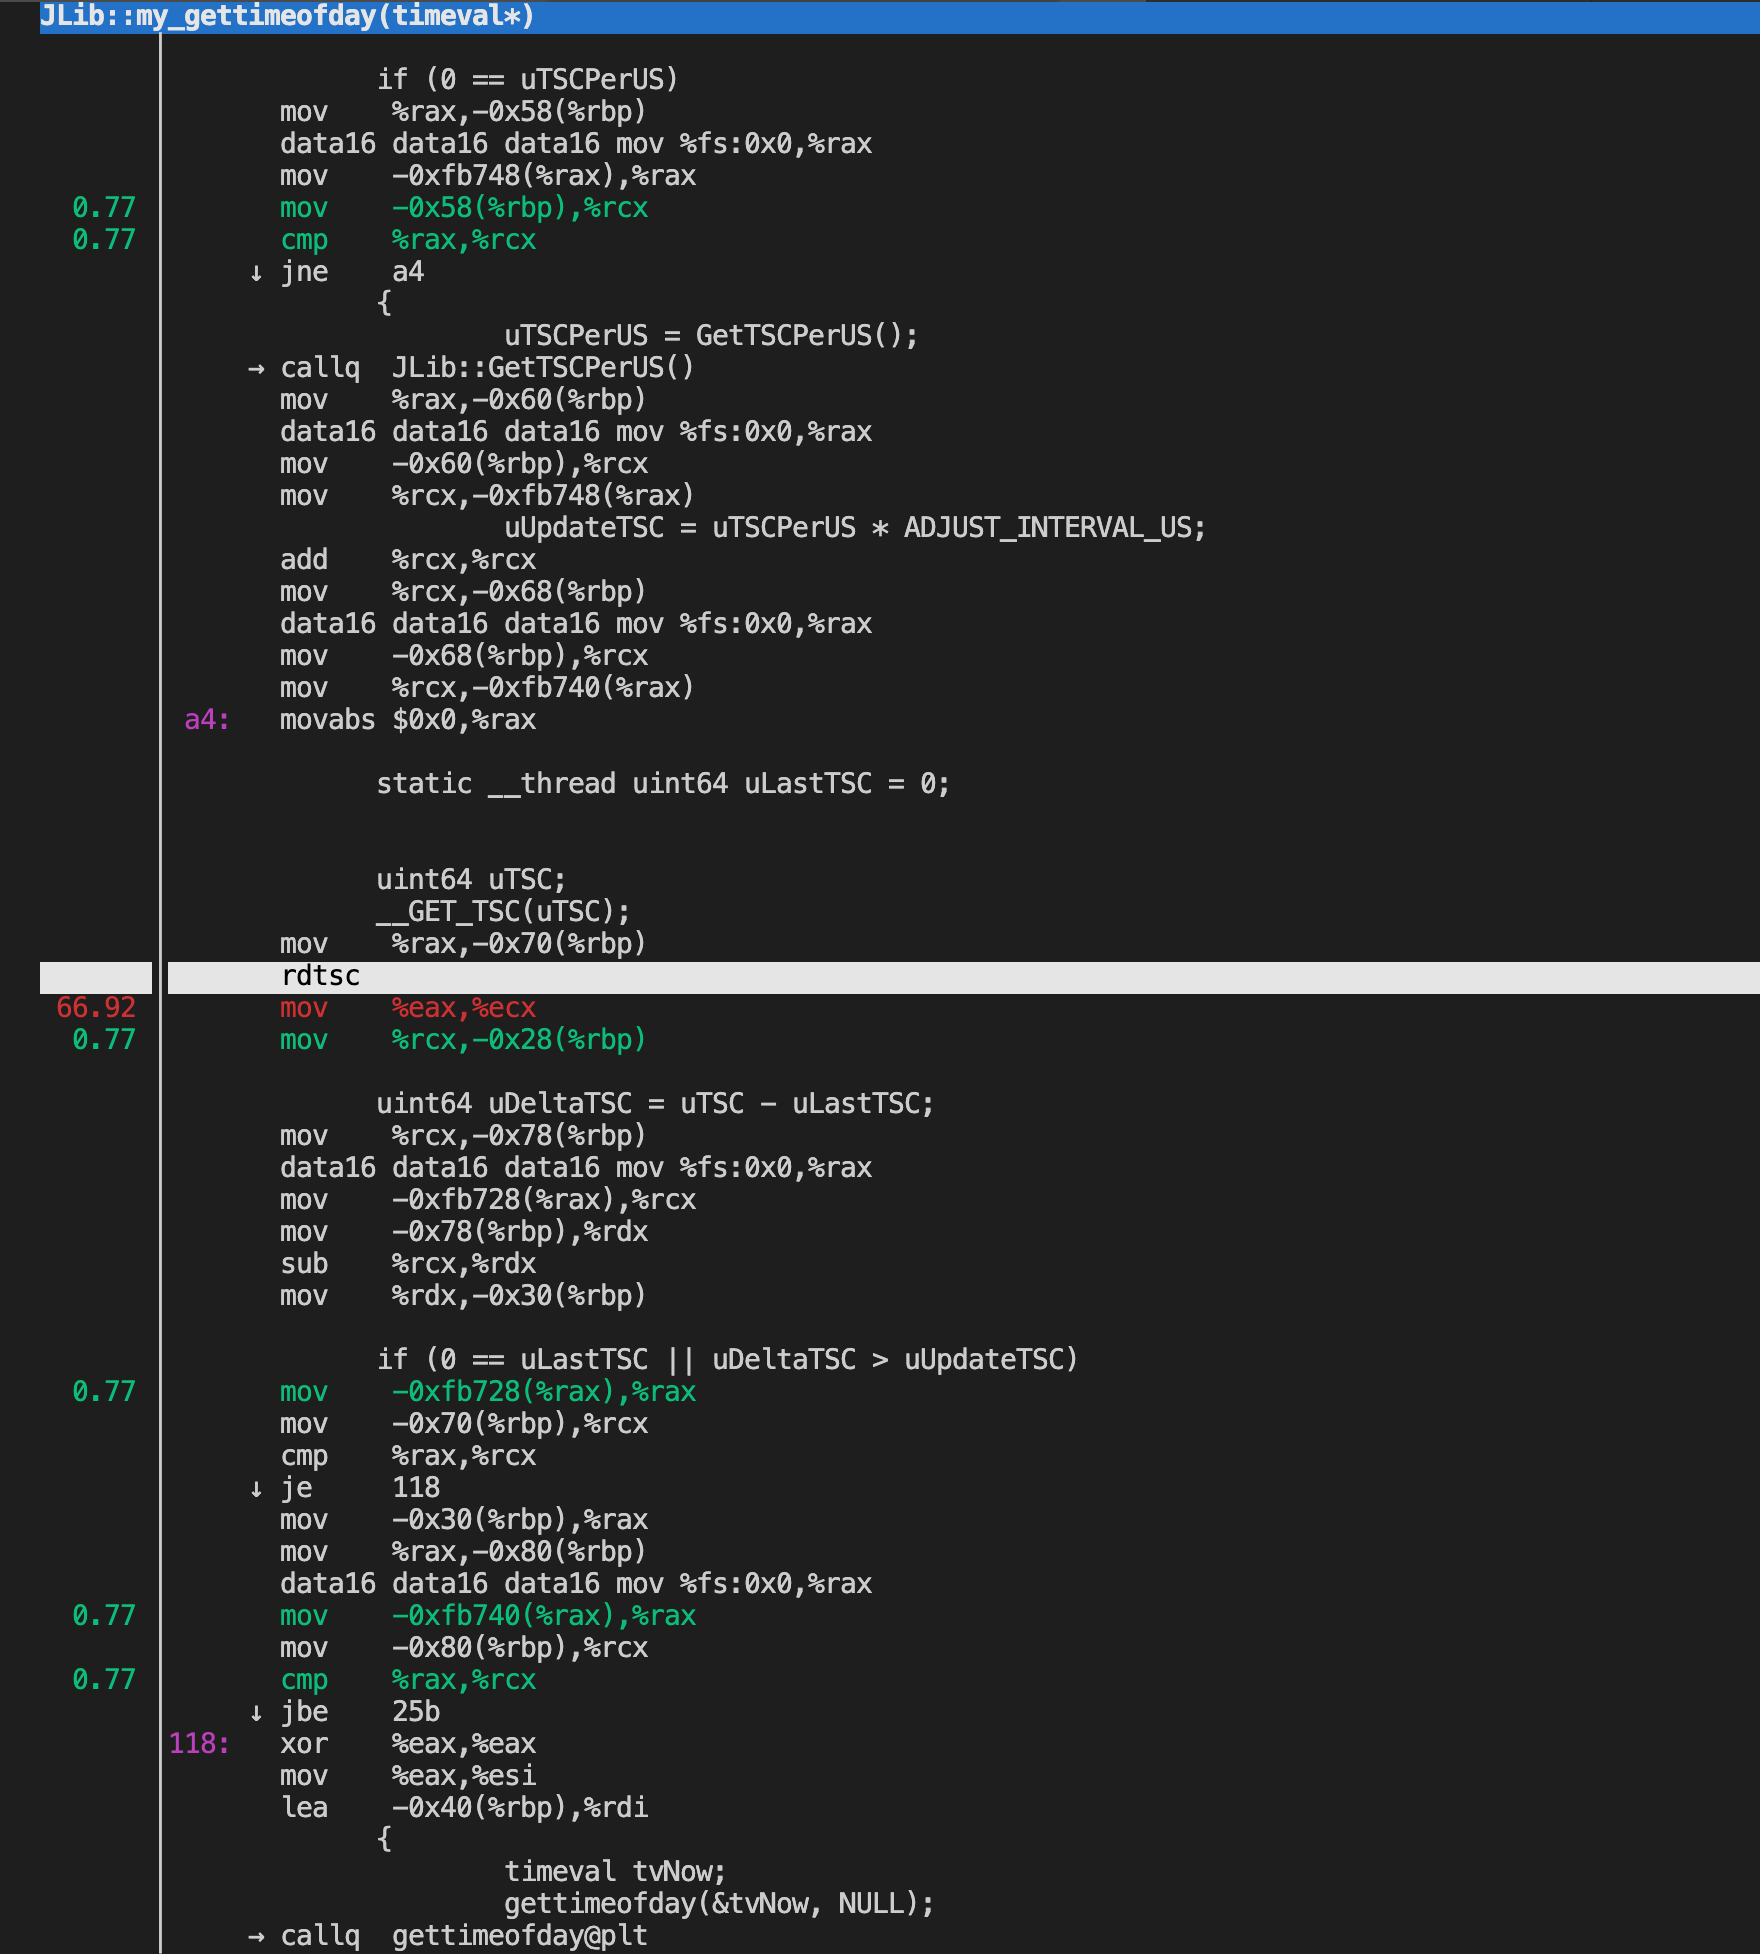 JLib::my_gettimeofday(timeval*)
if (0 == uTSCPerUS)
mov %rax,-0x58(%rbp)
data16 data16 data16 mov %fs:0x0,%rax
mov -0xfb748(%rax),%rax
0.77 mov -0x58(%rbp),%rcx
0.77 cmp %rax,%rcx
↓ jne a4
{
uTSCPerUS = GetTSCPerUS();
→ callq JLib::GetTSCPerUS()
mov %rax,-0x60(%rbp)
data16 data16 data16 mov %fs:0x0,%rax
mov -0x60(%rbp),%rcx
mov %rcx,-0xfb748(%rax)
uUpdateTSC = uTSCPerUS * ADJUST_INTERVAL_US;
add %rcx,%rcx
mov %rcx,-0x68(%rbp)
data16 data16 data16 mov %fs:0x0,%rax
mov -0x68(%rbp),%rcx
mov %rcx,-0xfb740(%rax)
a4: movabs $0x0,%rax
static __thread uint64 uLastTSC = 0;
uint64 uTSC;
__GET_TSC(uTSC);
mov %rax,-0x70(%rbp)
rdtsc
66.92 mov %eax,%ecx
0.77 mov %rcx,-0x28(%rbp)
uint64 uDeltaTSC = uTSC - uLastTSC;
mov %rcx,-0x78(%rbp)
data16 data16 data16 mov %fs:0x0,%rax
mov -0xfb728(%rax),%rcx
mov -0x78(%rbp),%rdx
sub %rcx,%rdx
mov %rdx,-0x30(%rbp)
if (0 == uLastTSC || uDeltaTSC > uUpdateTSC)
0.77 mov -0xfb728(%rax),%rax
mov -0x70(%rbp),%rcx
cmp %rax,%rcx
↓ je 118
mov -0x30(%rbp),%rax
mov %rax,-0x80(%rbp)
data16 data16 data16 mov %fs:0x0,%rax
0.77 mov -0xfb740(%rax),%rax
mov -0x80(%rbp),%rcx
0.77 cmp %rax,%rcx
↓ jbe 25b
118: xor %eax,%eax
mov %eax,%esi
lea -0x40(%rbp),%rdi
{
timeval tvNow;
gettimeofday(&tvNow, NULL);
→ callq gettimeofday@plt